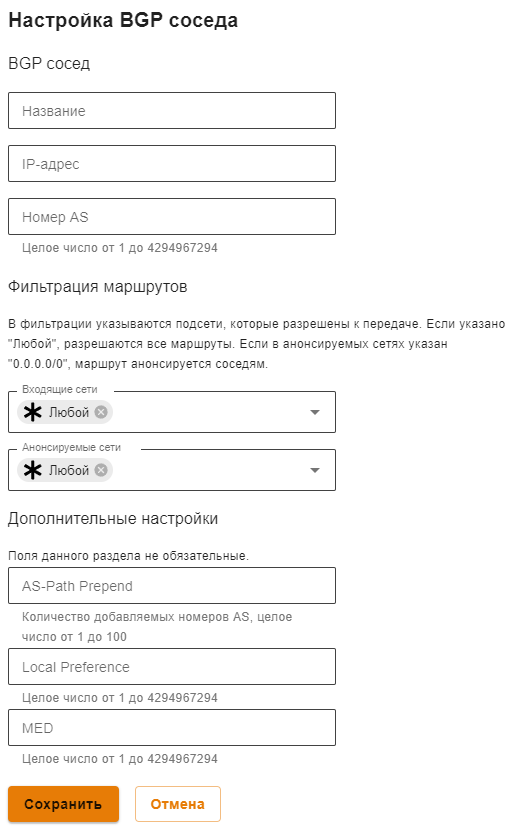 Настройка BGP соседа
BGP сосед
Название
IP-адрес
Номер AS
Целое число от 1 до 4294967294
Фильтрация маршрутов
В фильтрации указываются подсети, которые разрешены к передаче. Если указано
"Любой", разрешаются все маршруты. Если в анонсируемых сетях указан
"0.0.0.0/0", маршрут анонсируется соседям.
Входящие сети
Любой
Анонсируемые сети
Любой
Дополнительные настройки
Поля данного раздела не обязательные.
AS-Path Prepend
Количество добавляемых номеров AS, целое
число от 1 до 100
Local Preference
Целое число от 1 до 4294967294
MED
Целое число от 1 до 4294967294
Сохранить
Отмена